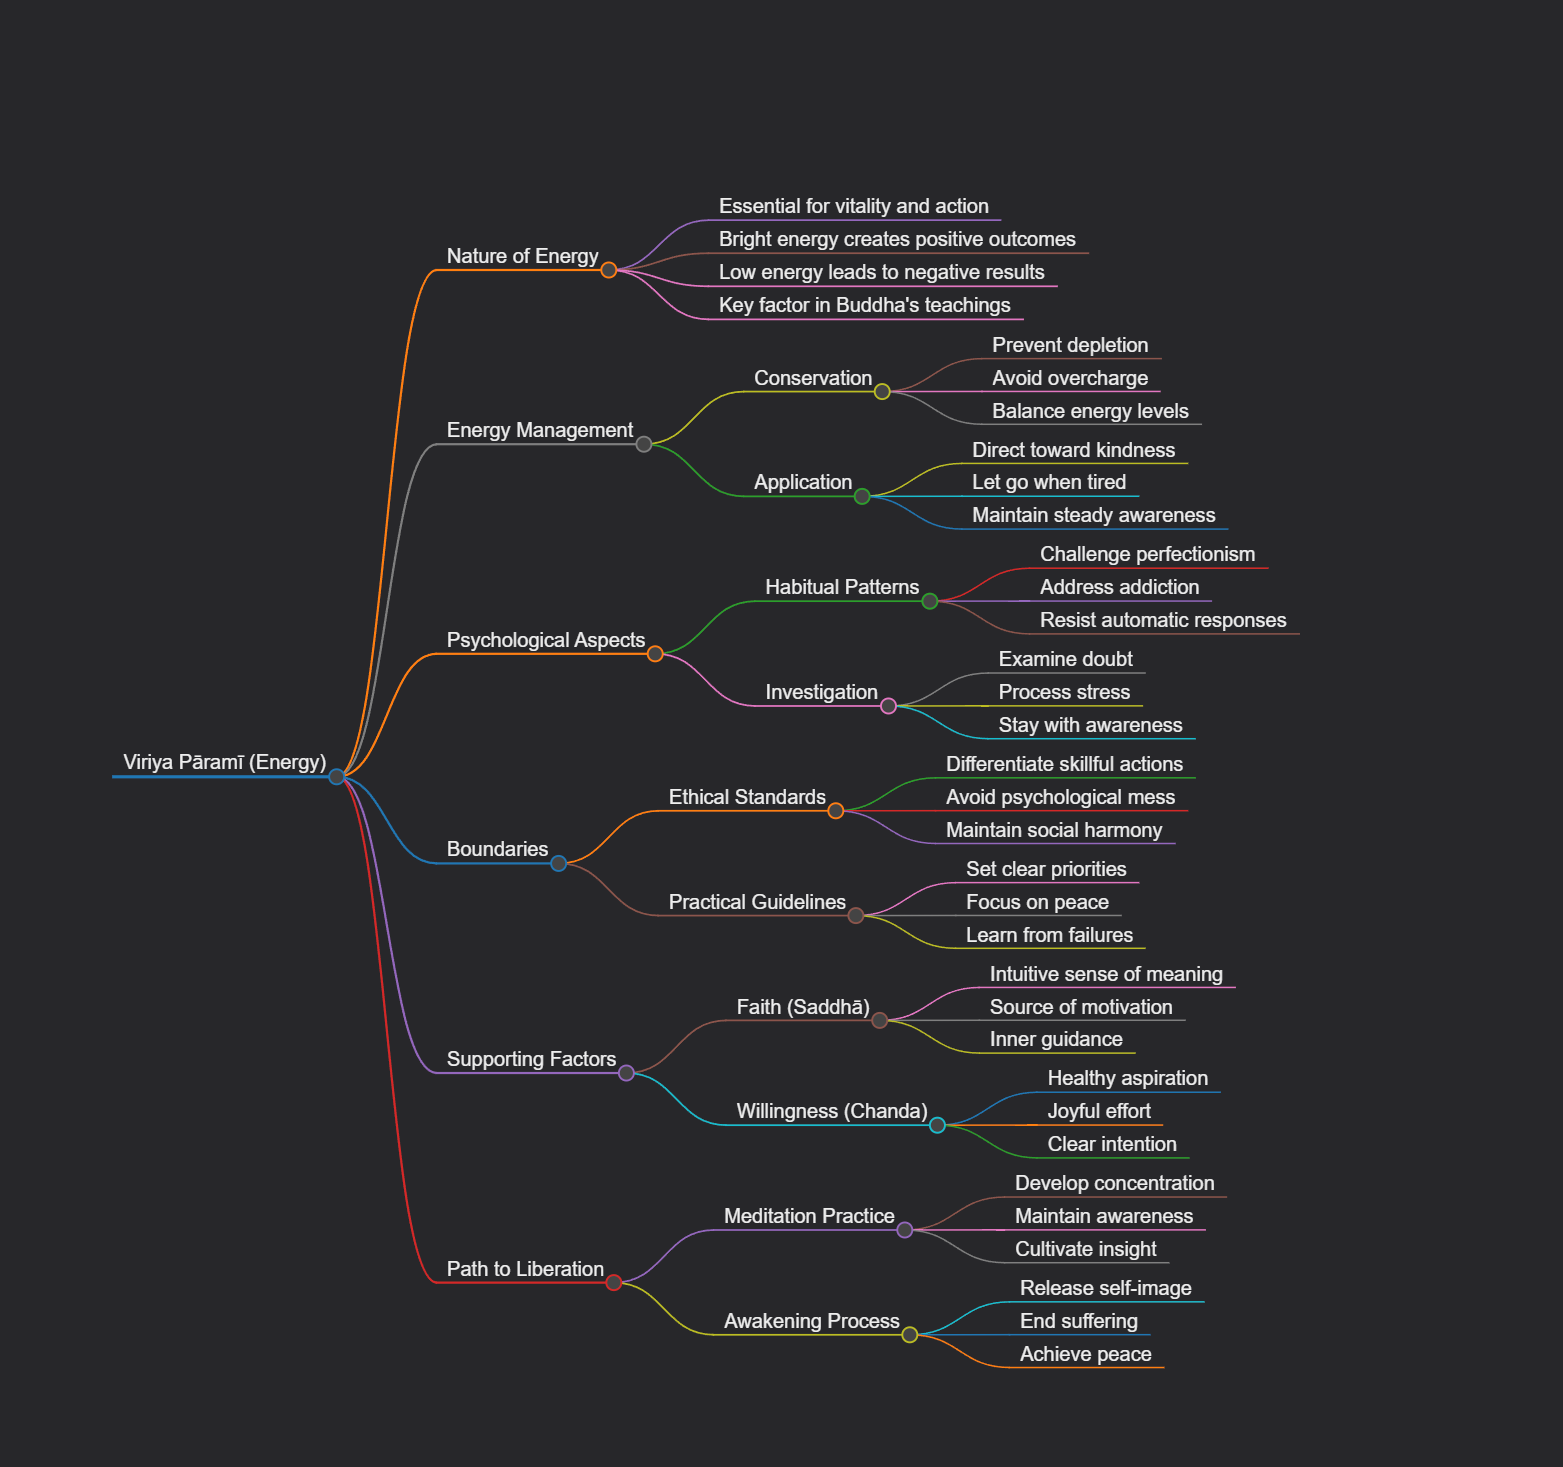 Viriya Pāramī (Energy)
Nature of Energy
Essential for vitality and action
Bright energy creates positive outcomes
Low energy leads to negative results
Key factor in Buddha's teachings
Energy Management
Conservation
Prevent depletion
Avoid overcharge
Balance energy levels
Application
Direct toward kindness
Let go when tired
Maintain steady awareness
Psychological Aspects
Habitual Patterns
Challenge perfectionism
Address addiction
Resist automatic responses
Investigation
Examine doubt
Process stress
Stay with awareness
Boundaries
Ethical Standards
Differentiate skillful actions
Avoid psychological mess
Maintain social harmony
Practical Guidelines
Set clear priorities
Focus on peace
Learn from failures
Supporting Factors
Faith (Saddhā)
Intuitive sense of meaning
Source of motivation
Inner guidance
Willingness (Chanda)
Healthy aspiration
Joyful effort
Clear intention
Path to Liberation
Meditation Practice
Develop concentration
Maintain awareness
Cultivate insight
Awakening Process
Release self-image
End suffering
Achieve peace